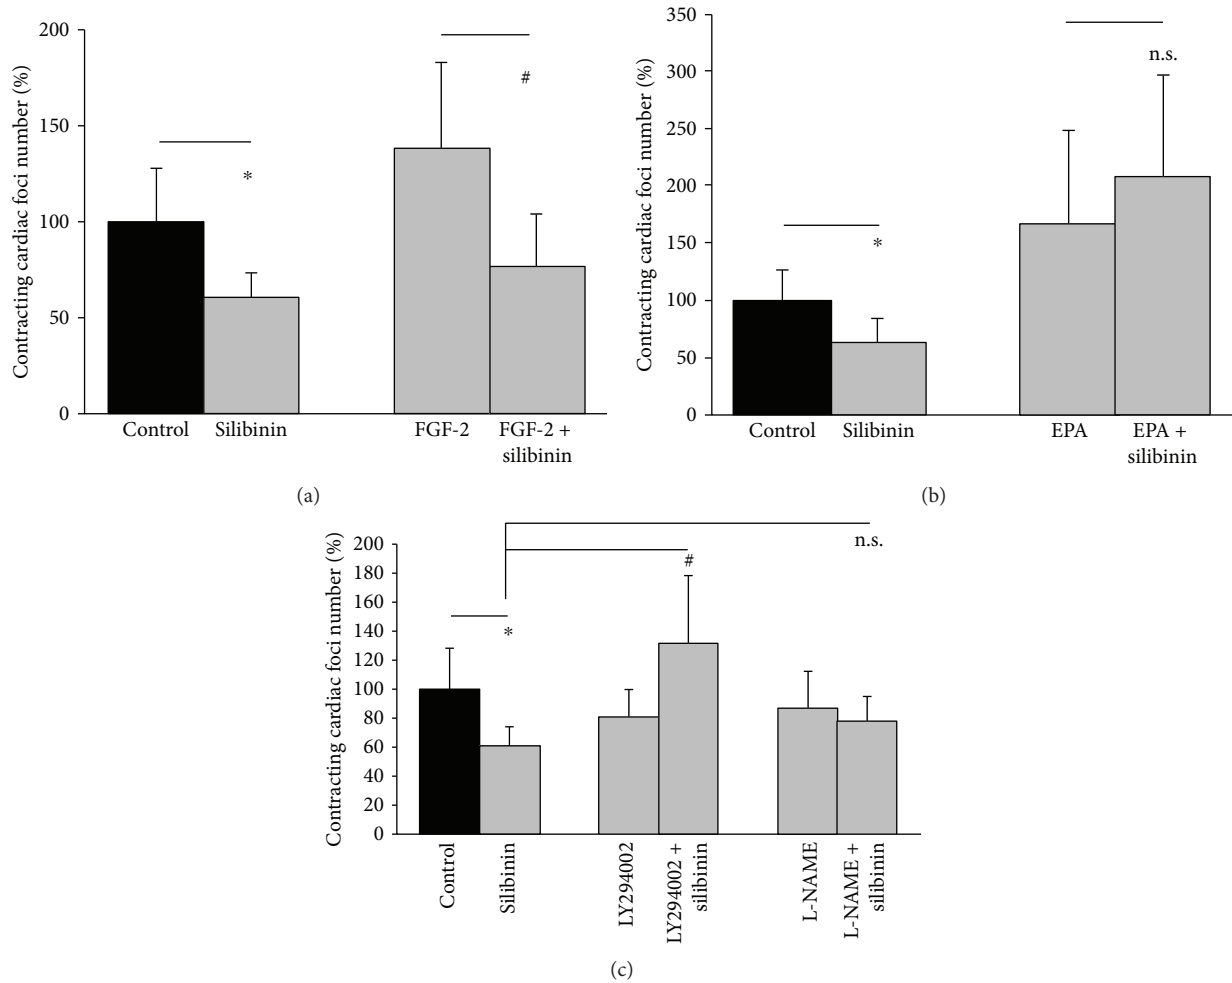 Contracting cardiac foci number (%)
200
150
100
50
0
*
#
Control
Silibinin
FGF-2
FGF-2 +
silibinin
(a)
Contracting cardiac foci number (%)
350
300
250
200
150
100
50
0
*
n.s.
Control
Silibinin
EPA
EPA +
silibinin
(b)
Contracting cardiac foci number (%)
200
180
160
140
120
100
80
60
40
20
0
*
#
n.s.
Control
Silibinin
LY294002
LY294002 +
silibinin
L-NAME
L-NAME +
silibinin
(c)